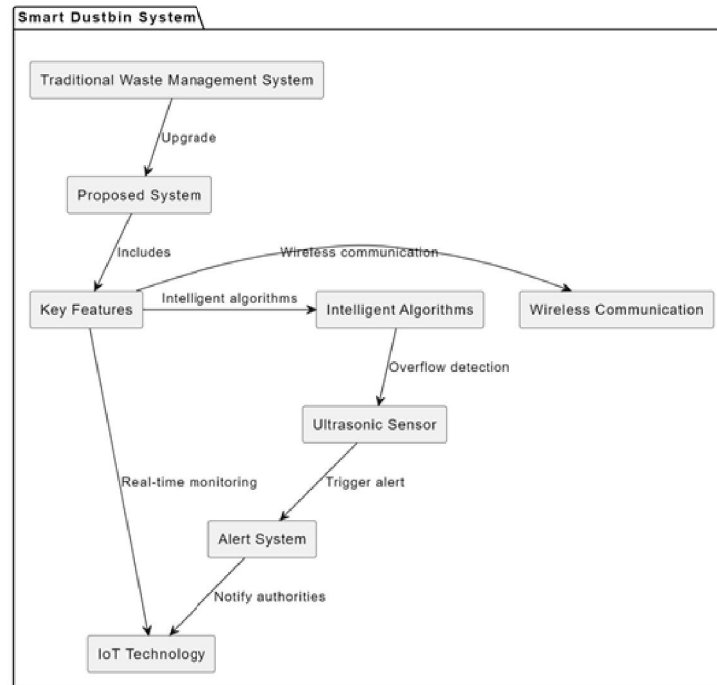 Smart Dustbin System
Traditional Waste Management System
Upgrade
Proposed System
Includes
Wireless communication
Key Features
Intelligent algorithms
Intelligent Algorithms
Wireless Communication
Overflow detection
Ultrasonic Sensor
Real-time monitoring
Trigger alert
Alert System
Notify authorities
IoT Technology